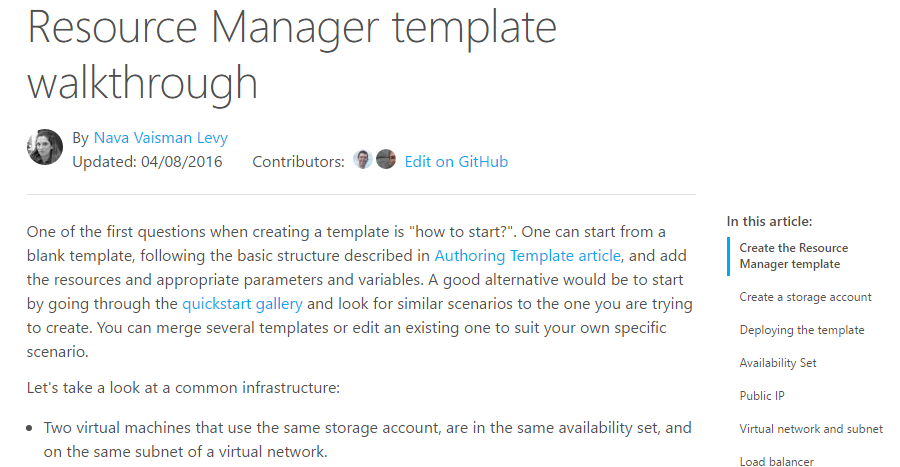 Resource Manager template
walkthrough
By Nava Vaisman Levy
Updated: 04/08/2016 Contributors: Edit on GitHub
One of the first questions when creating a template is "how to start?". One can start from a
blank template, following the basic structure described in Authoring Template article, and add
the resources and appropriate parameters and variables. A good alternative would be to start
by going through the quickstart gallery and look for similar scenarios to the one you are trying
to create. You can merge several templates or edit an existing one to suit your own specific
scenario.
Let's take a look at a common infrastructure:
• Two virtual machines that use the same storage account, are in the same availability set, and
on the same subnet of a virtual network.
In this article:
Create the Resource
Manager template
Create a storage account
Deploying the template
Availability Set
Public IP
Virtual network and subnet
Load balancer